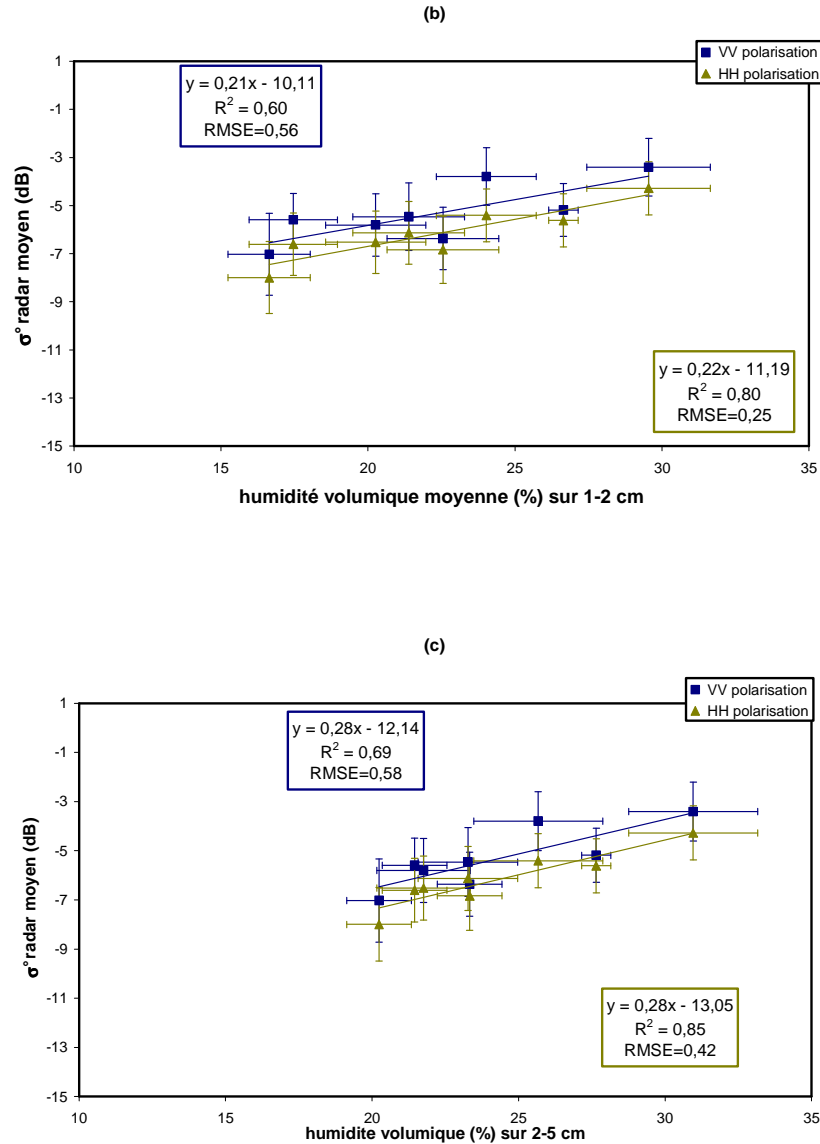 (b)
VV polarisation
HH polarisation
y = 0,21x - 10,11
R² = 0,60
RMSE=0,56
y = 0,22x - 11,19
R² = 0,80
RMSE=0,25
σ° radar moyen (dB)
1
-1
-3
-5
-7
-9
-11
-13
-15
10 15 20 25 30 35
humidité volumique moyenne (%) sur 1-2 cm
(c)
VV polarisation
HH polarisation
y = 0,28x - 12,14
R² = 0,69
RMSE=0,58
y = 0,28x - 13,05
R² = 0,85
RMSE=0,42
σ° radar moyen (dB)
1
-1
-3
-5
-7
-9
-11
-13
-15
10 15 20 25 30 35
humidite volumique (%) sur 2-5 cm